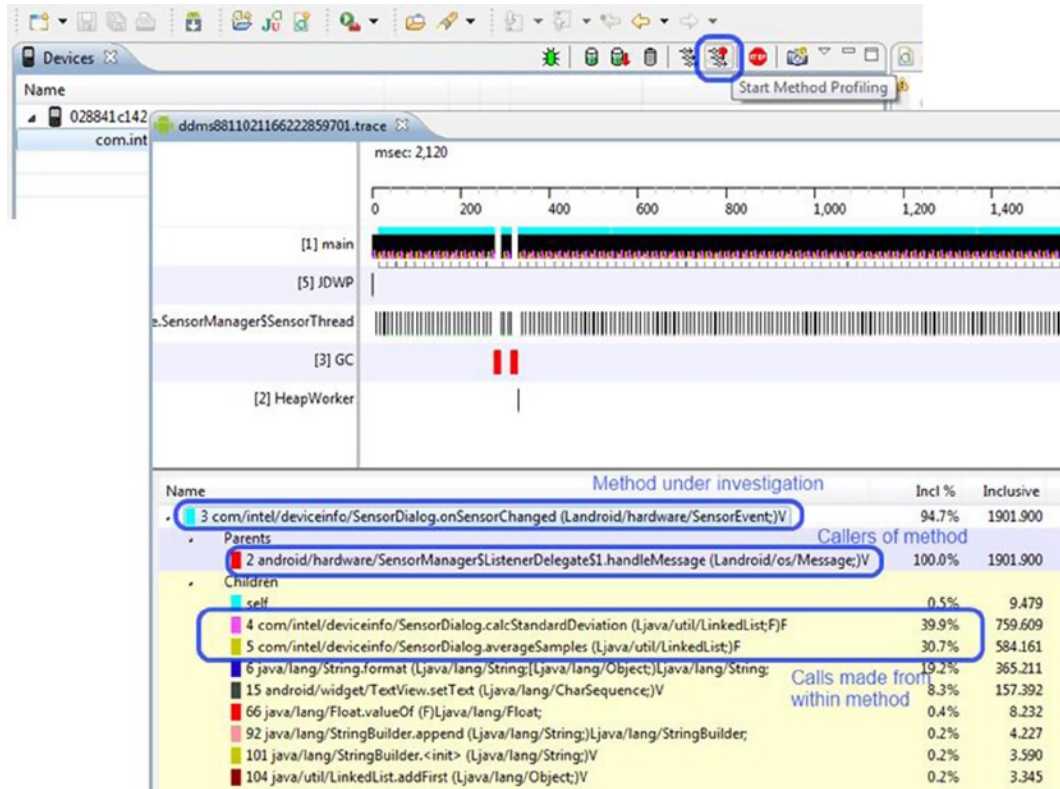 Devices
Start Method Profiling
Name
028841c142
com.int
ddms8811021166222859701.trace
msec: 2,120
0 200 400 600 800 1,000 1,200 1,400
[1] main
[5] JDWP
e.SensorManager$SensorThread
[3] GC
[2] HeapWorker
Method under investigation
Name Incl % Inclusive
3 com/intel/deviceinfo/SensorDialog.onSensorChanged (Landroid/hardware/SensorEvent;)V 94.7% 1901.900
Parents Callers of method
2 android/hardware/SensorManager$ListenerDelegate$1.handleMessage (Landroid/os/Message;)V 100.0% 1901.900
Children
self 0.5% 9.479
4 com/intel/deviceinfo/SensorDialog.calcStandardDeviation (Ljava/util/LinkedList;F)F 39.9% 759.609
5 com/intel/deviceinfo/SensorDialog.averageSamples (Ljava/util/LinkedList;)F 30.7% 584.161
6 java/lang/String.format (Ljava/lang/String;[Ljava/lang/Object;)Ljava/lang/String; 19.2% 365.211
Calls made from
within method
15 android/widget/TextView.setText (Ljava/lang/CharSequence;)V 8.3% 157.392
66 java/lang/Float.valueOf (F)Ljava/lang/Float; 0.4% 8.232
92 java/lang/StringBuilder.append (Ljava/lang/String;)Ljava/lang/StringBuilder; 0.2% 4.227
101 java/lang/StringBuilder.<init> (Ljava/lang/String;)V 0.2% 3.590
104 java/util/LinkedList.addFirst (Ljava/lang/Object;)V 0.2% 3.345